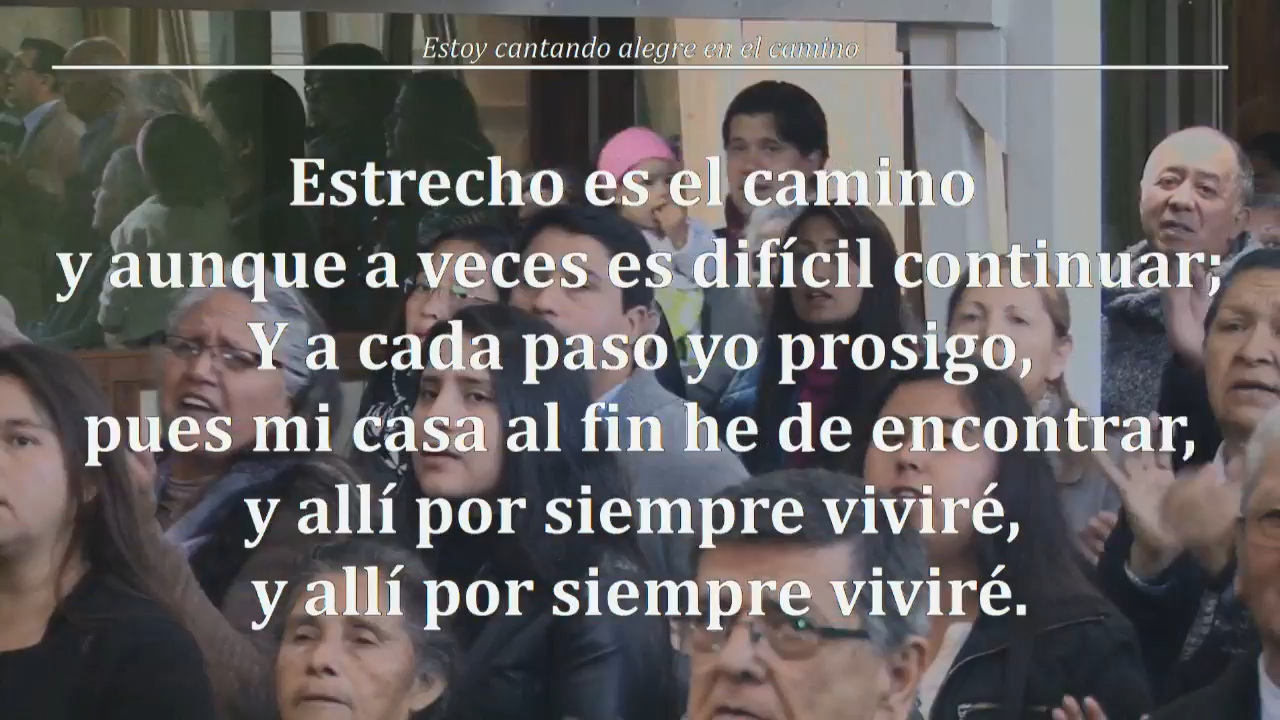 Estoy cantando alegre en el camino
Estrecho es el camino
y aunque a veces es difícil continuar;
Y a cada paso yo prosigo,
pues mi casa al fin he de encontrar,
y allí por siempre viviré,
y allí por siempre viviré.